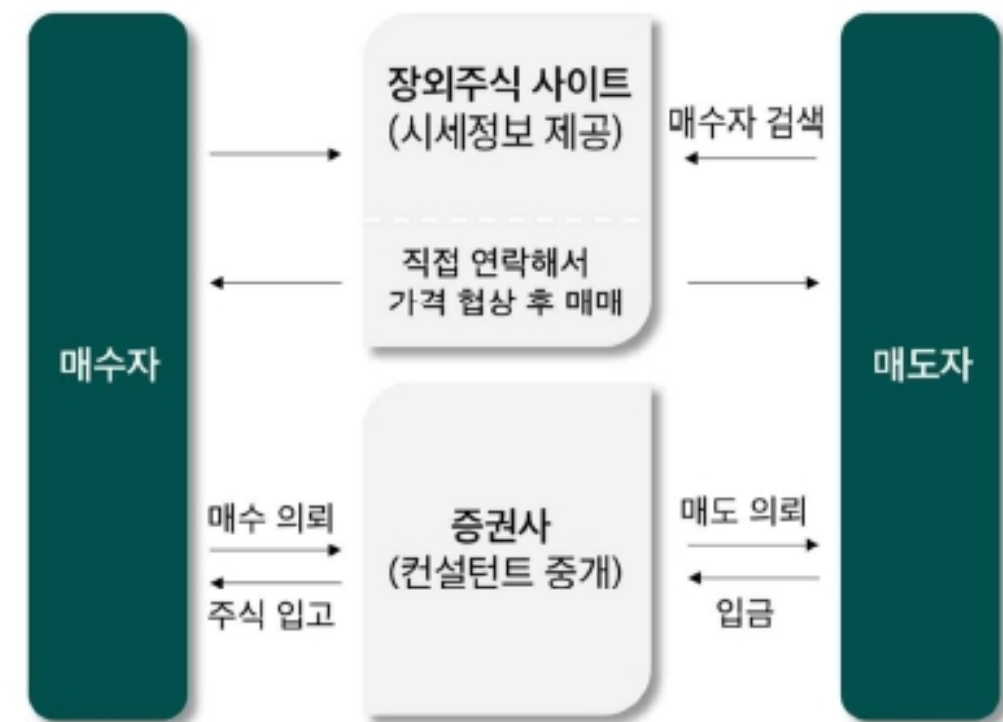 장외주식 사이트
(시세정보 제공)
매수자 검색
직접 연락해서
가격 협상 후 매매
매수자
매도자
매수 의뢰
주식 입고
증권사
(컨설턴트 중개)
매도 의뢰
입금